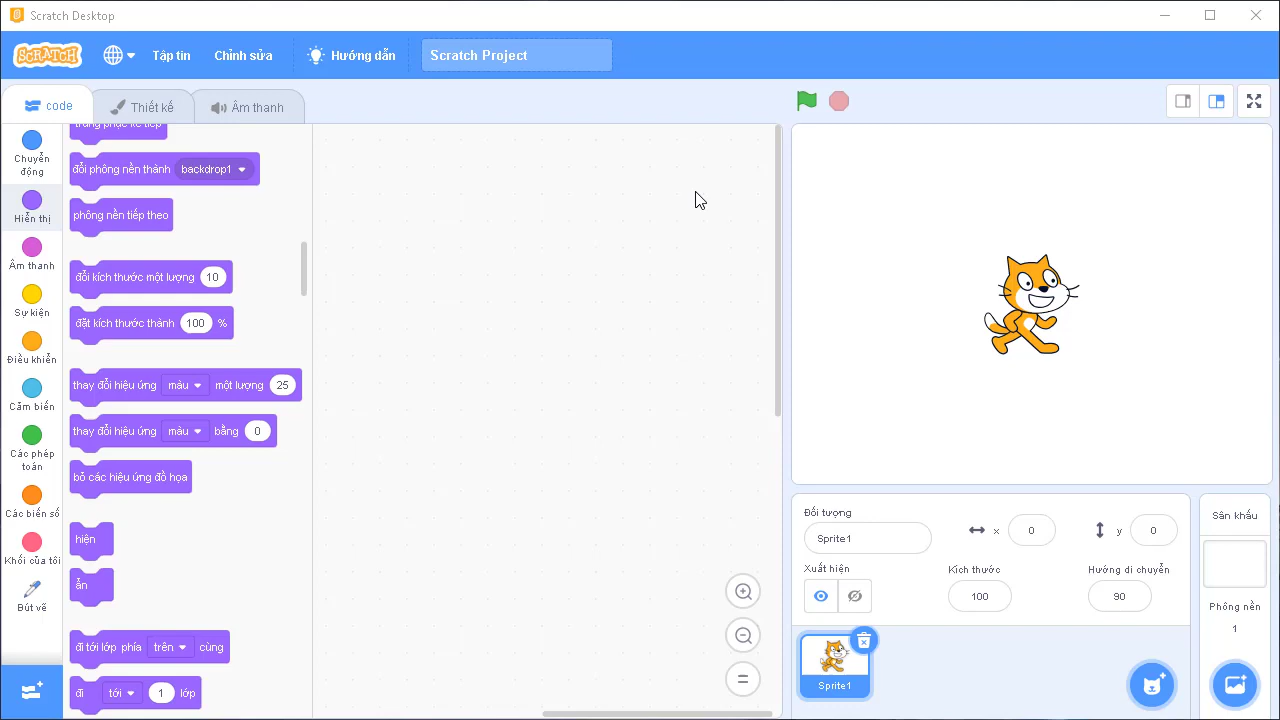 Scratch Desktop
SCRATCH
Tập tin
Chỉnh sửa
Hướng dẫn
Scratch Project
code
Thiết kế
Âm thanh
Chuyển động
Hiển thị
Âm thanh
Sự kiện
Điều khiển
Cảm biến
Các phép toán
Các biến số
Khối của tôi
Bút vẽ
trang phục kế tiếp
đổi phông nền thành backdrop1
phông nền tiếp theo
đổi kích thước một lượng 10
đặt kích thước thành 100 %
thay đổi hiệu ứng màu một lượng 25
thay đổi hiệu ứng màu bằng 0
bỏ các hiệu ứng đồ họa
hiện
ẩn
đi tới lớp phía trên cùng
đi tới 1 lớp
Đối tượng
Sprite1
x 0
y 0
Xuất hiện
Kích thước
100
Hướng di chuyển
90
Sprite1
Sân khấu
Phông nền
1